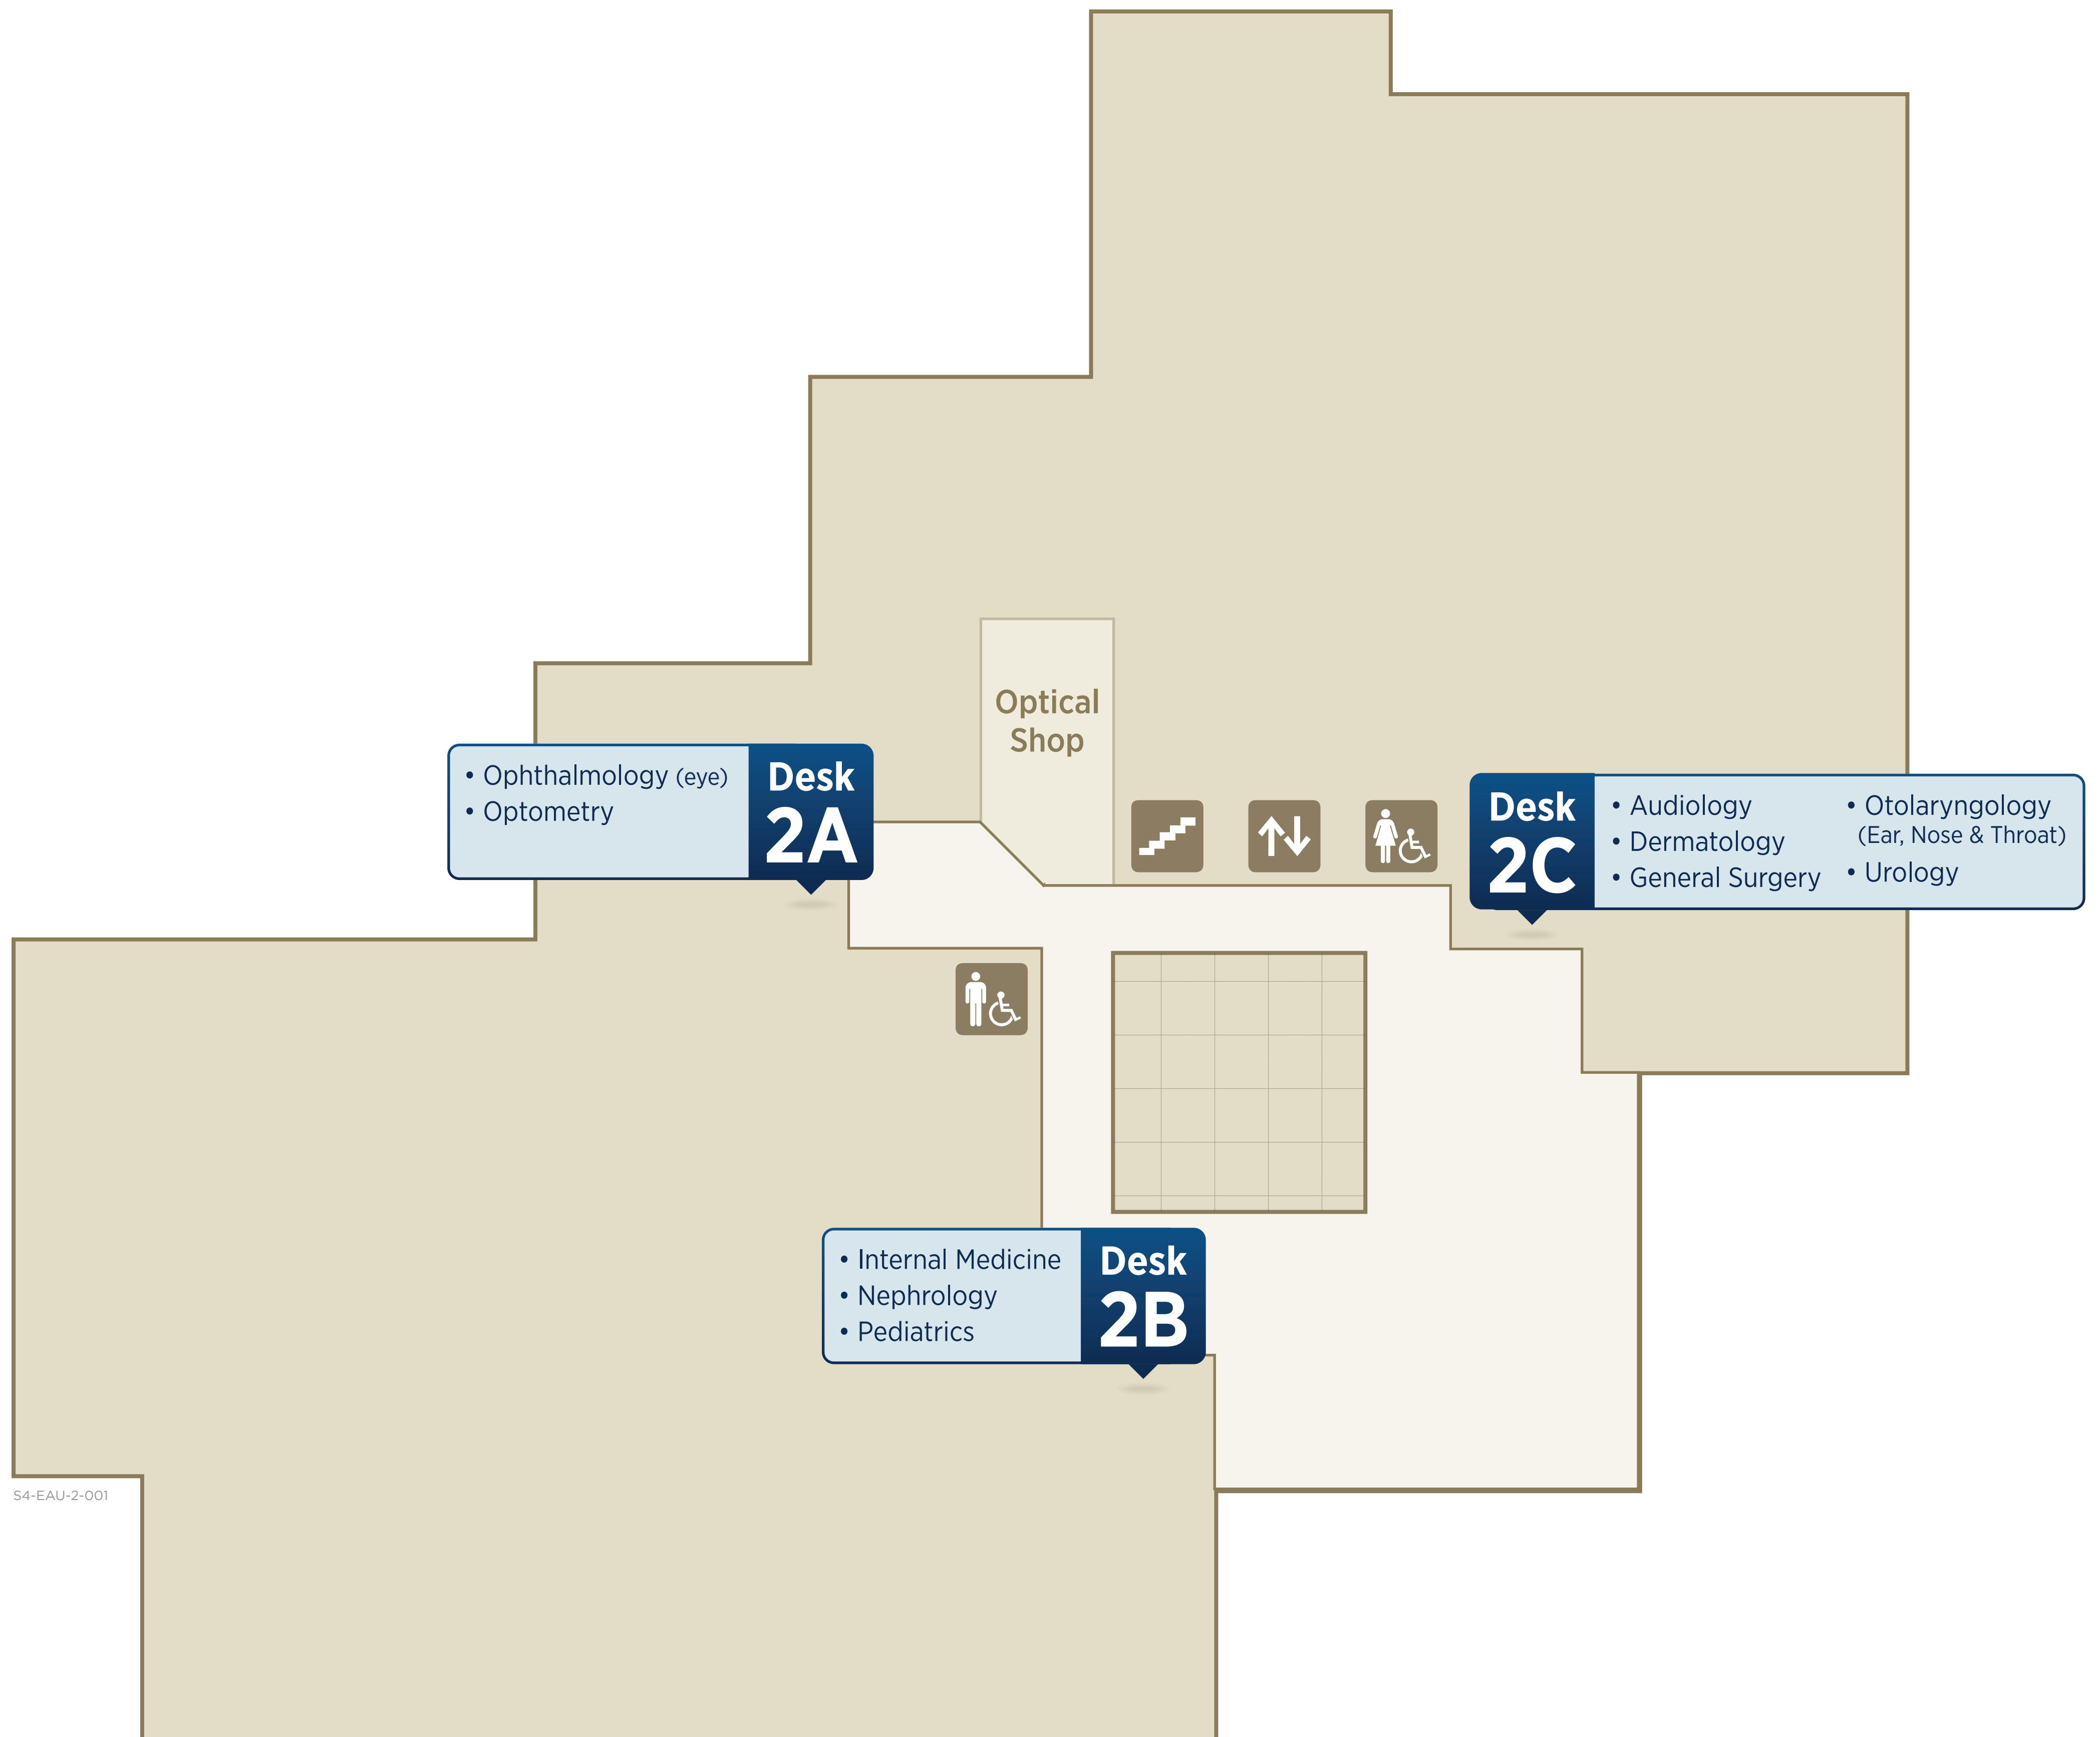 Optical
Shop
• Ophthalmology (eye)
• Optometry
Desk
2A
Desk
2C
• Audiology
• Dermatology
• General Surgery
• Otolaryngology
(Ear, Nose & Throat)
• Urology
• Internal Medicine
• Nephrology
• Pediatrics
Desk
2B
S4-EAU-2-001